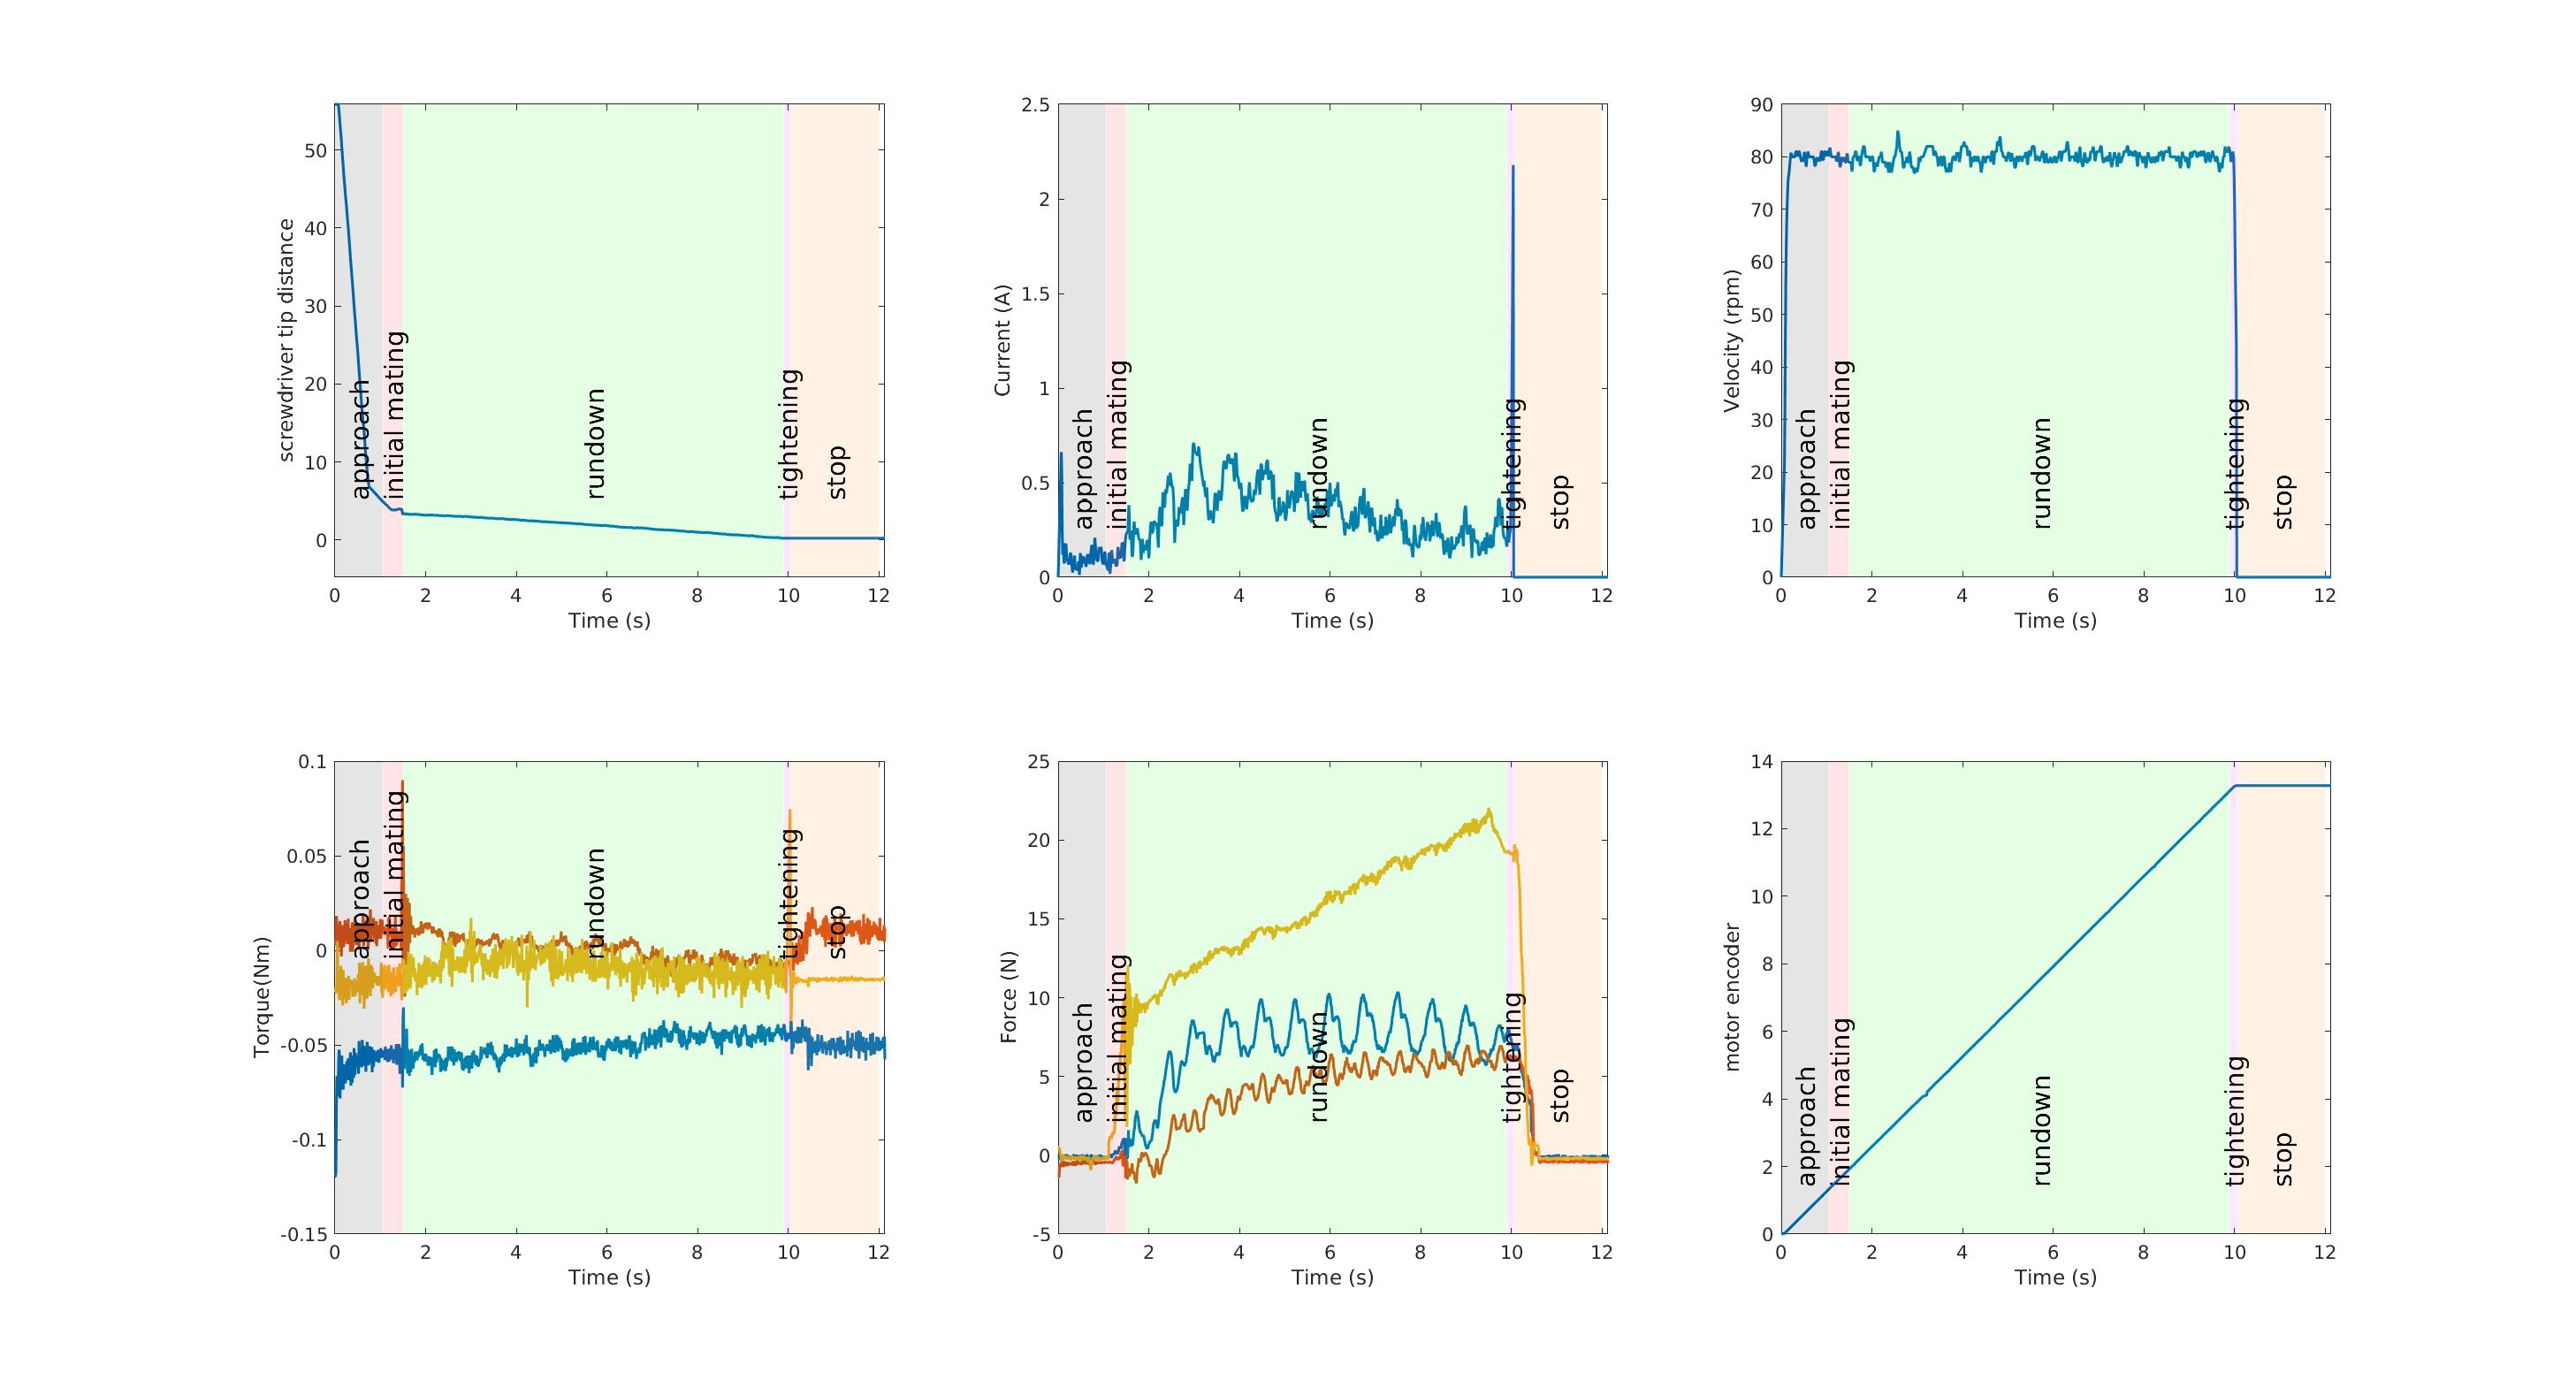 screwdriver tip distance
50
40
30
20
10
0
approach
initial mating
rundown
tightening
stop
0 2 4 6 8 10 12
Time (s)
Current (A)
2.5
2
1.5
1
0.5
0
approach
initial mating
rundown
tightening
stop
0 2 4 6 8 10 12
Time (s)
Velocity (rpm)
90
80
70
60
50
40
30
20
10
0
approach
initial mating
rundown
tightening
stop
0 2 4 6 8 10 12
Time (s)
Torque(Nm)
0.1
0.05
0
-0.05
-0.1
-0.15
approach
initial mating
rundown
tightening
stop
0 2 4 6 8 10 12
Time (s)
Force (N)
25
20
15
10
5
0
-5
approach
initial mating
rundown
tightening
stop
0 2 4 6 8 10 12
Time (s)
motor encoder
14
12
10
8
6
4
2
0
approach
initial mating
rundown
tightening
stop
0 2 4 6 8 10 12
Time (s)